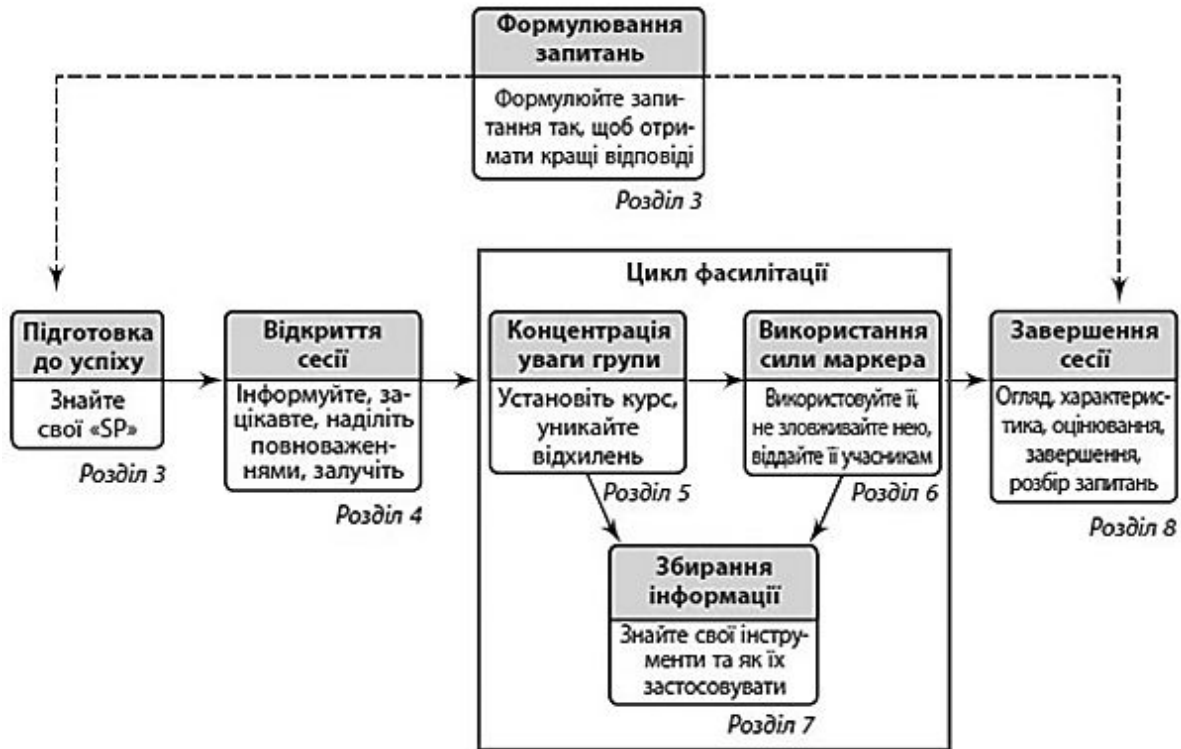 Формулювання
запитань
Формулюйте запи-
тання так, щоб отри-
мати кращі відповіді
Розділ 3
Цикл фасилітації
Підготовка
до успіху
Знайте
свої «SP»
Розділ 3
Відкриття
сесії
Інформуйте, за-
цікавте, наділіть
повноважен-
нями, залучіть
Розділ 4
Концентрація
уваги групи
Установіть курс,
уникайте
відхилень
Розділ 5
Використання
сили маркера
Використовуйте її,
не зловживайте нею,
віддайте її учасникам
Розділ 6
Збирання
інформації
Знайте свої інстру-
менти та як їх
застосовувати
Розділ 7
Завершення
сесії
Огляд, характерис-
тика, оцінювання,
завершення,
розбір запитань
Розділ 8